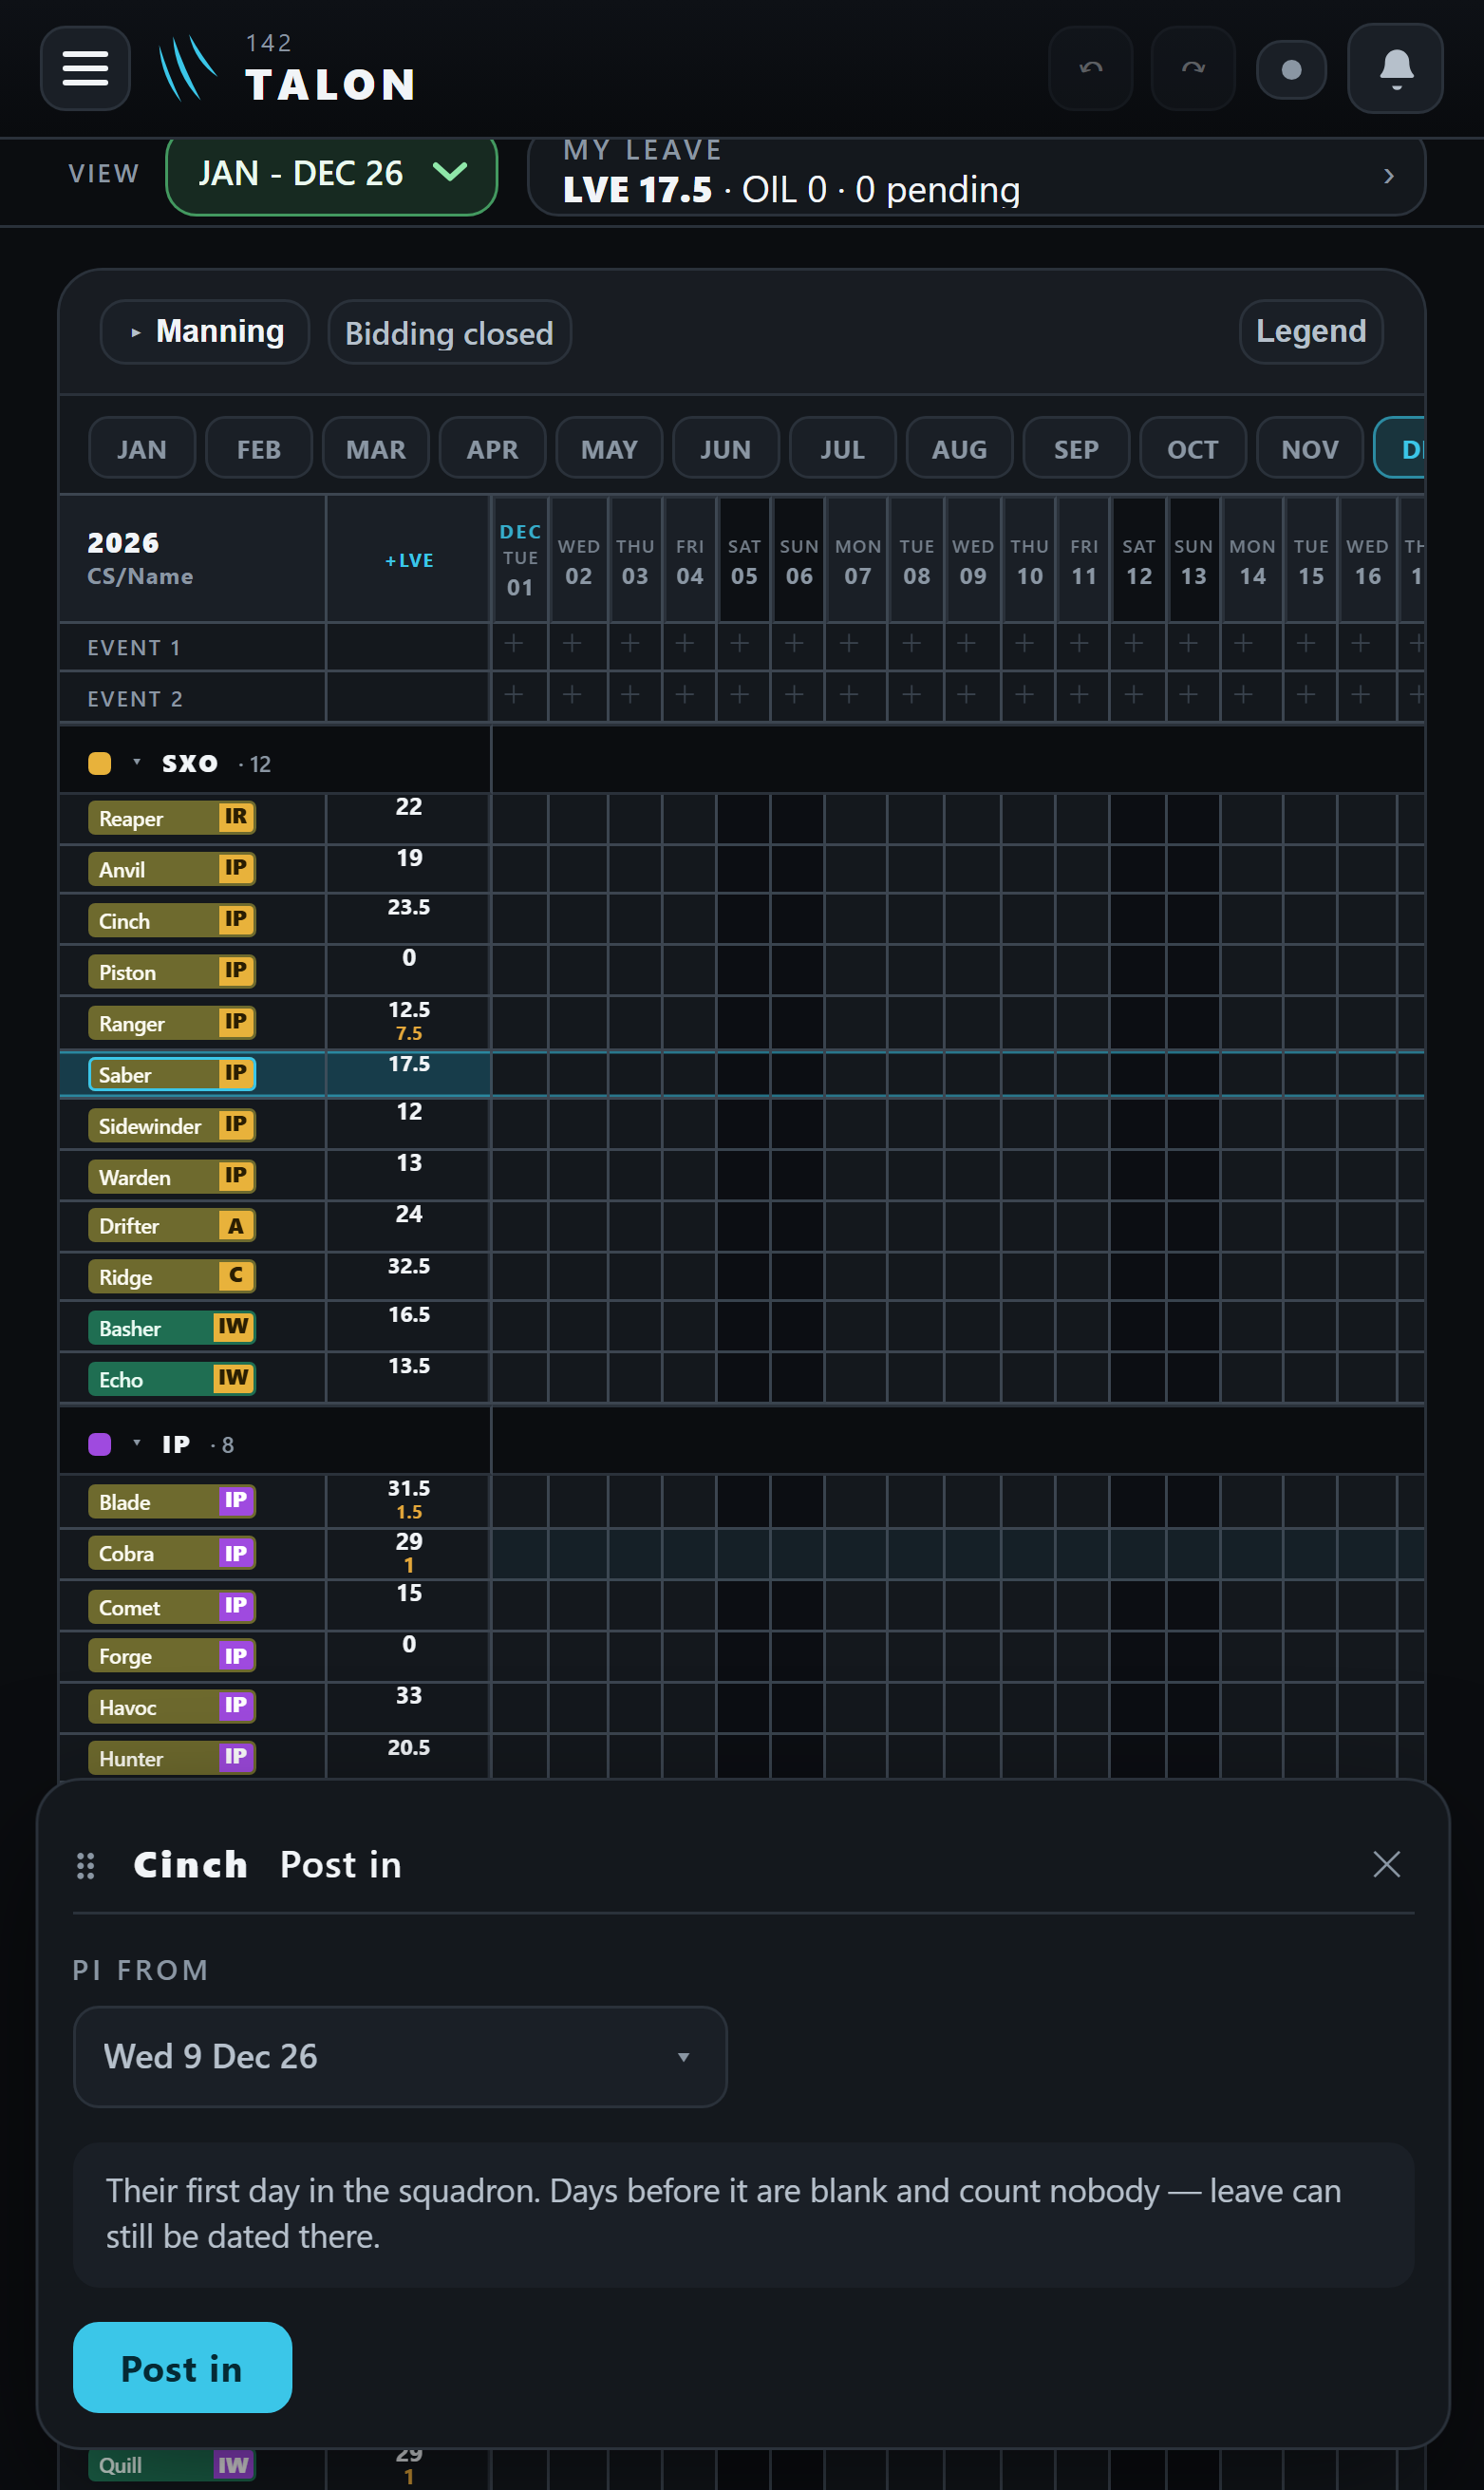 142
TALON
VIEW
JAN - DEC 26
MY LEAVE
LVE 17.5 · OIL 0 · 0 pending
›
▸ Manning
Bidding closed
Legend
JAN FEB MAR APR MAY JUN JUL AUG SEP OCT NOV
2026
CS/Name
+LVE
DEC
TUE WED THU FRI SAT SUN MON TUE WED THU FRI SAT SUN MON TUE WED
01 02 03 04 05 06 07 08 09 10 11 12 13 14 15 16
EVENT 1
+ + + + + + + + + + + + + + + + +
EVENT 2
+ + + + + + + + + + + + + + + + +
▾ SXO · 12
Reaper IR 22
Anvil IP 19
Cinch IP 23.5
Piston IP 0
Ranger IP 12.5
7.5
Saber IP 17.5
Sidewinder IP 12
Warden IP 13
Drifter A 24
Ridge C 32.5
Basher IW 16.5
Echo IW 13.5
▾ IP · 8
Blade IP 31.5
1.5
Cobra IP 29
1
Comet IP 15
Forge IP 0
Havoc IP 33
Hunter IP 20.5
Cinch Post in
PI FROM
Wed 9 Dec 26 ▾
Their first day in the squadron. Days before it are blank and count nobody — leave can
still be dated there.
Post in
Quill IW 29
1